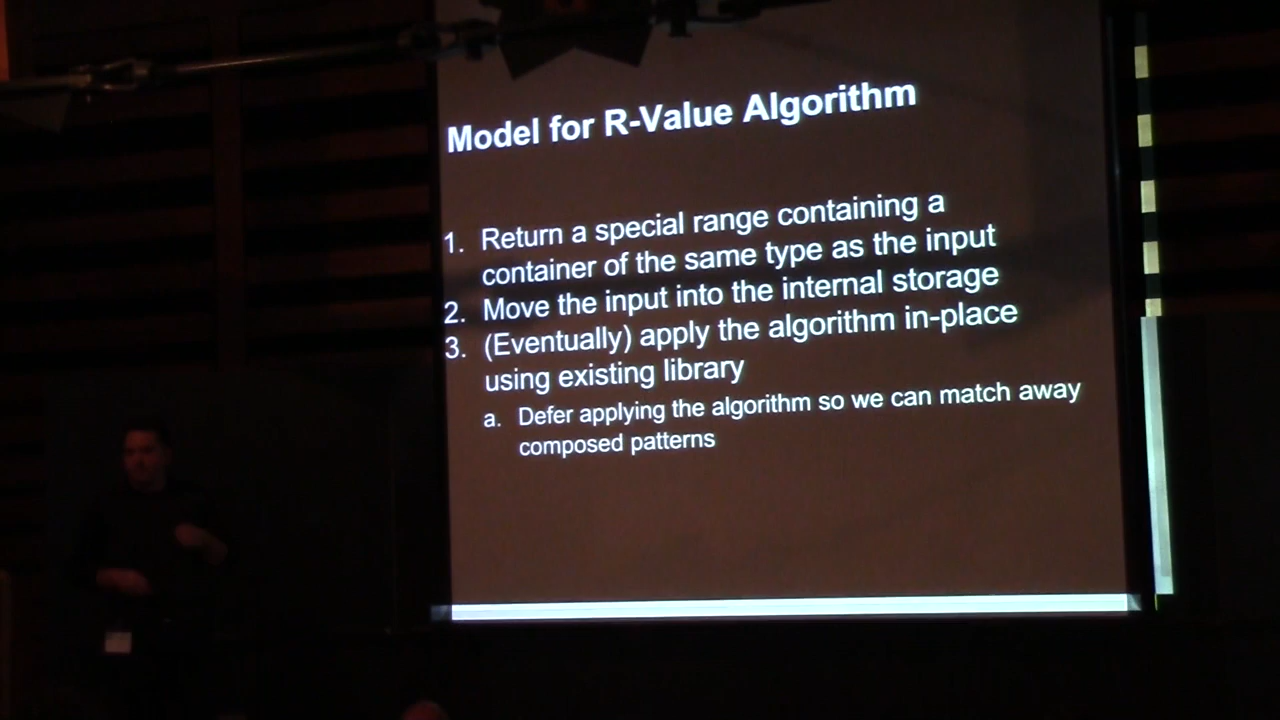 Model for R-Value Algorithm
1. Return a special range containing a
container of the same type as the input
2. Move the input into the internal storage
3. (Eventually) apply the algorithm in-place
using existing library
a. Defer applying the algorithm so we can match away
composed patterns